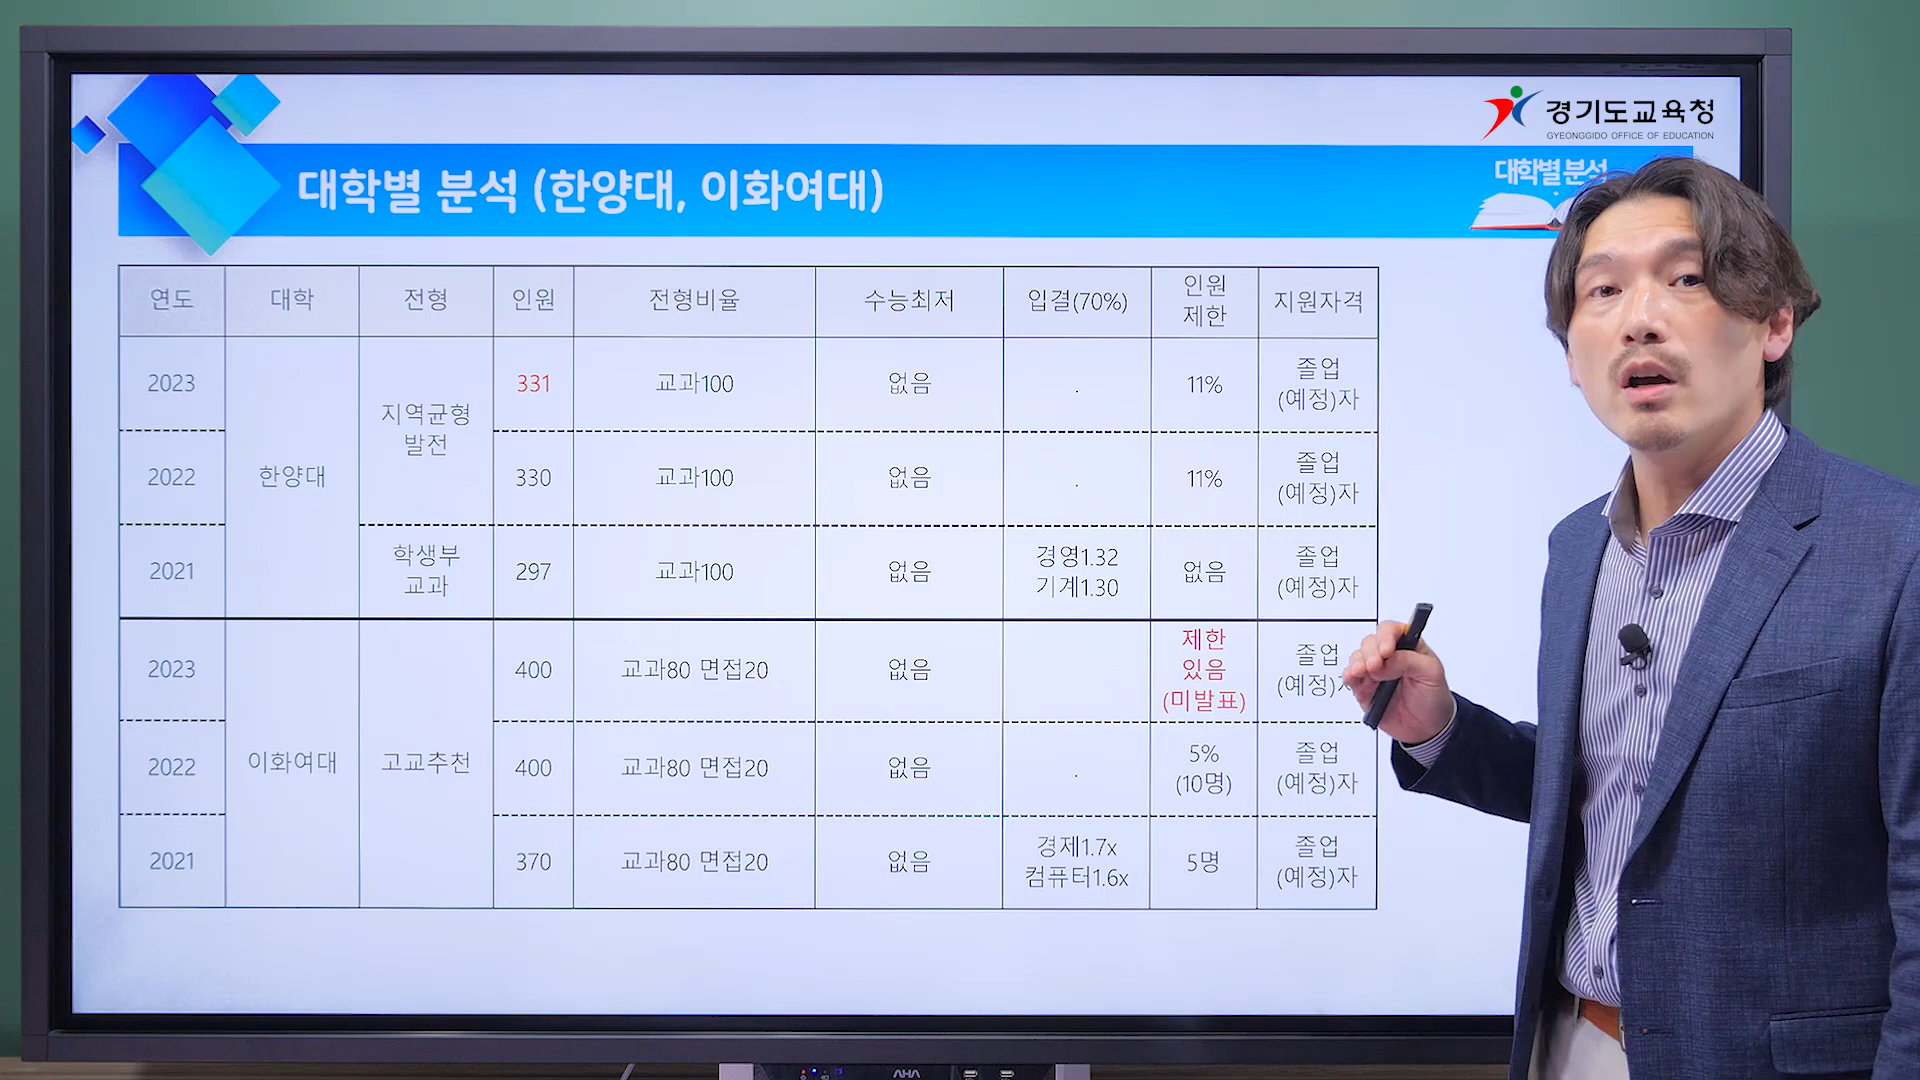 경기도교육청
GYEONGGIDO OFFICE OF EDUCATION
대학별 분석
대학별 분석 (한양대, 이화여대)
연도 대학 전형 인원 전형비율 수능최저 입결(70%) 인원 제한 지원자격
2023 한양대 지역균형 발전 331 교과100 없음 . 11% 졸업 (예정)자
2022 330 교과100 없음 . 11% 졸업 (예정)자
2021 학생부 교과 297 교과100 없음 경영1.32 기계1.30 없음 졸업 (예정)자
2023 이화여대 고교추천 400 교과80 면접20 없음 제한 있음 (미발표) 졸업 (예정)
2022 400 교과80 면접20 없음 . 5% (10명) 졸업 (예정)자
2021 370 교과80 면접20 없음 경제1.7x 컴퓨터1.6x 5명 졸업 (예정)자
AHA